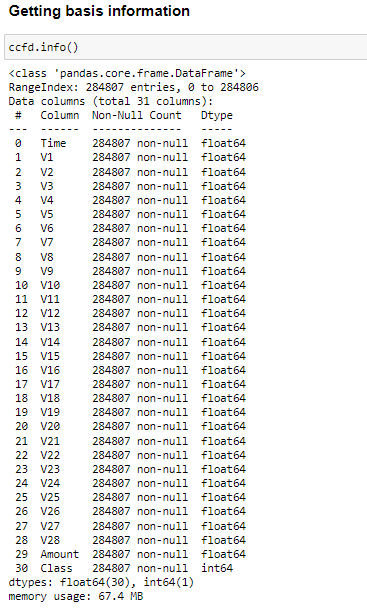 Getting basis information
ccfd.info()
<class 'pandas.core.frame.DataFrame'>
RangeIndex: 284807 entries, 0 to 284806
Data columns (total 31 columns):
 #   Column  Non-Null Count   Dtype
---  ------  --------------   -----
 0   Time    284807 non-null  float64
 1   V1      284807 non-null  float64
 2   V2      284807 non-null  float64
 3   V3      284807 non-null  float64
 4   V4      284807 non-null  float64
 5   V5      284807 non-null  float64
 6   V6      284807 non-null  float64
 7   V7      284807 non-null  float64
 8   V8      284807 non-null  float64
 9   V9      284807 non-null  float64
 10  V10     284807 non-null  float64
 11  V11     284807 non-null  float64
 12  V12     284807 non-null  float64
 13  V13     284807 non-null  float64
 14  V14     284807 non-null  float64
 15  V15     284807 non-null  float64
 16  V16     284807 non-null  float64
 17  V17     284807 non-null  float64
 18  V18     284807 non-null  float64
 19  V19     284807 non-null  float64
 20  V20     284807 non-null  float64
 21  V21     284807 non-null  float64
 22  V22     284807 non-null  float64
 23  V23     284807 non-null  float64
 24  V24     284807 non-null  float64
 25  V25     284807 non-null  float64
 26  V26     284807 non-null  float64
 27  V27     284807 non-null  float64
 28  V28     284807 non-null  float64
 29  Amount  284807 non-null  float64
 30  Class   284807 non-null  int64
dtypes: float64(30), int64(1)
memory usage: 67.4 MB